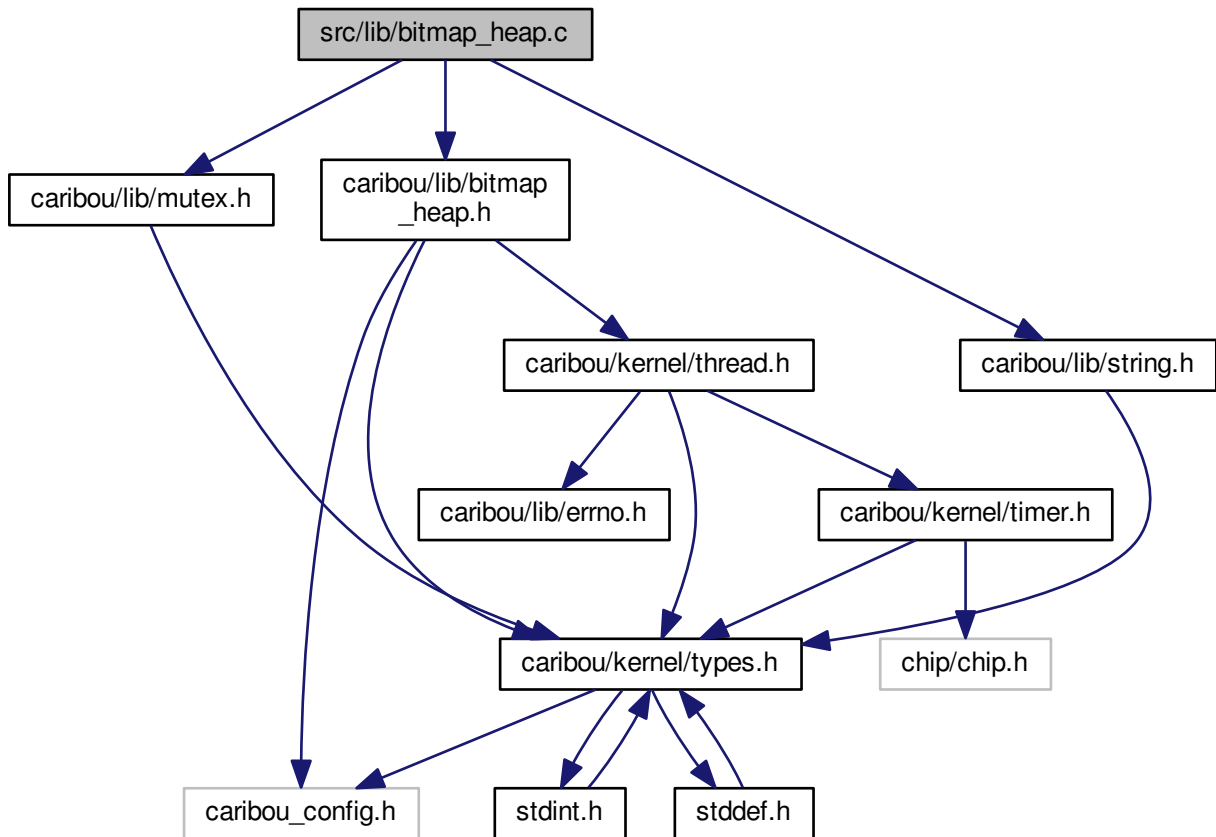 src/lib/bitmap_heap.c
caribou/lib/mutex.h
caribou/lib/bitmap
_heap.h
caribou/kernel/thread.h
caribou/lib/string.h
caribou/lib/errno.h
caribou/kernel/timer.h
caribou/kernel/types.h
chip/chip.h
caribou_config.h
stdint.h
stddef.h